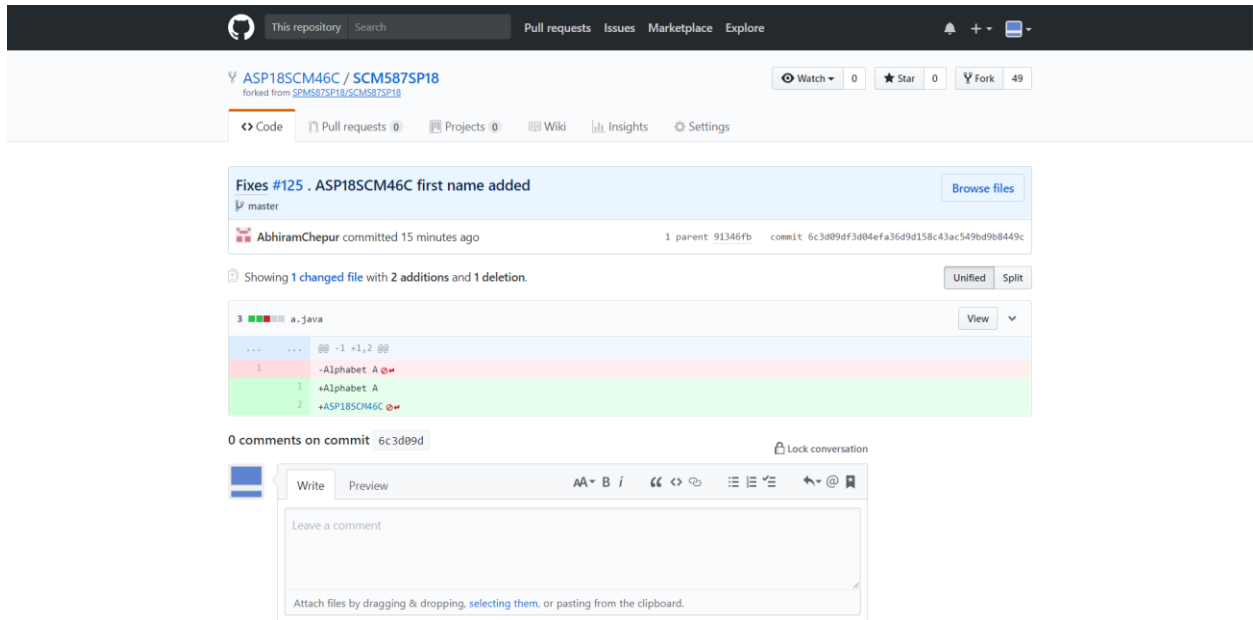 This repository Search Pull requests Issues Marketplace Explore
ASP18SCM46C / SCM587SP18 Watch 0 Star 0 Fork 49
forked from SPM587SP18/SCM587SP18
Code Pull requests 0 Projects 0 Wiki Insights Settings
Fixes #125 . ASP18SCM46C first name added
Browse files
master
AbhiramChepur committed 15 minutes ago 1 parent 91346fb commit 6c3d09df3d04efa36d9d158c43ac549bd9b8449c
Showing 1 changed file with 2 additions and 1 deletion. Unified Split
3 a.java View
... ... @@ -1 +1,2 @@
1 -Alphabet A
1 +Alphabet A
2 +ASP18SCM46C
0 comments on commit 6c3d09d
Lock conversation
Write Preview AA B i “ <> @
Leave a comment
Attach files by dragging & dropping, selecting them, or pasting from the clipboard.